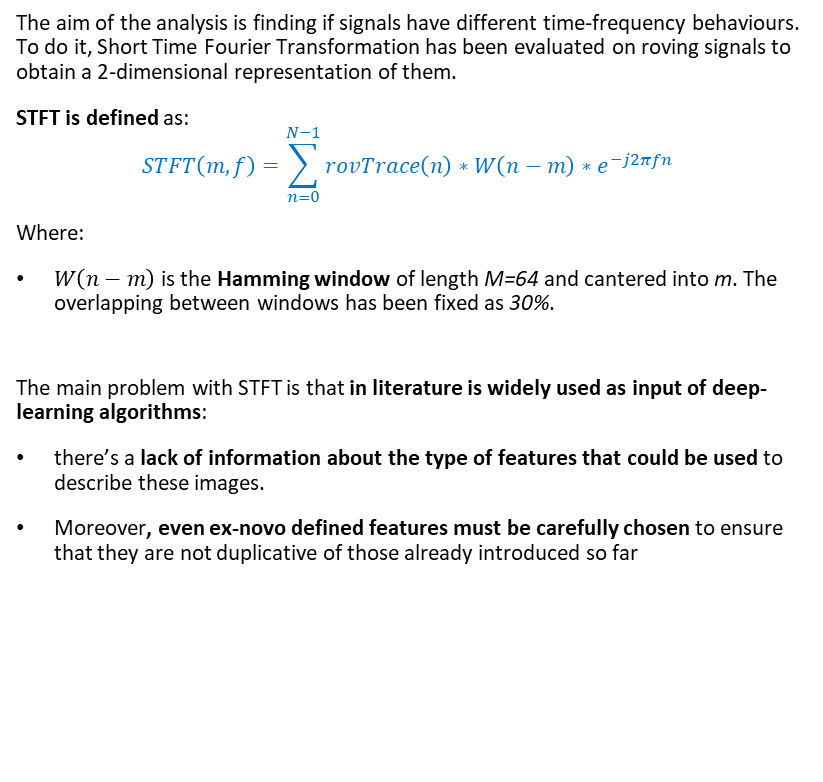 The aim of the analysis is finding if signals have different time-frequency behaviours.
To do it, Short Time Fourier Transformation has been evaluated on roving signals to
obtain a 2-dimensional representation of them.
STFT is defined as:
N−1
STFT(m, f) = ∑ rovTrace(n) ∗ W(n − m) ∗ e^{−j2πfn}
n=0
Where:
• W(n − m) is the Hamming window of length M=64 and cantered into m. The
overlapping between windows has been fixed as 30%.
The main problem with STFT is that in literature is widely used as input of deep-
learning algorithms:
• there’s a lack of information about the type of features that could be used to
describe these images.
• Moreover, even ex-novo defined features must be carefully chosen to ensure
that they are not duplicative of those already introduced so far